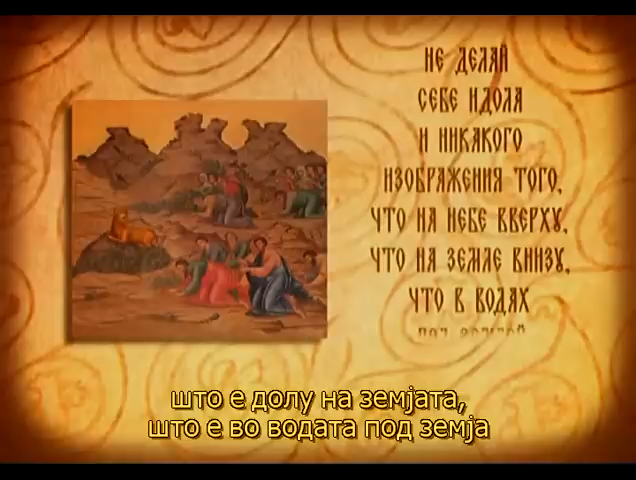 НЕ ДЕЛАЙ
СЕБЕ ИДОЛА
И НИКАКОГО
ИЗОБРАЖЕНИЯ ТОГО,
ЧТО НА НЕБЕ ВВЕРХУ,
ЧТО НА ЗЕМЛЕ ВНИЗУ,
ЧТО В ВОДАХ
што е долу на земјата,
што е во водата под земја